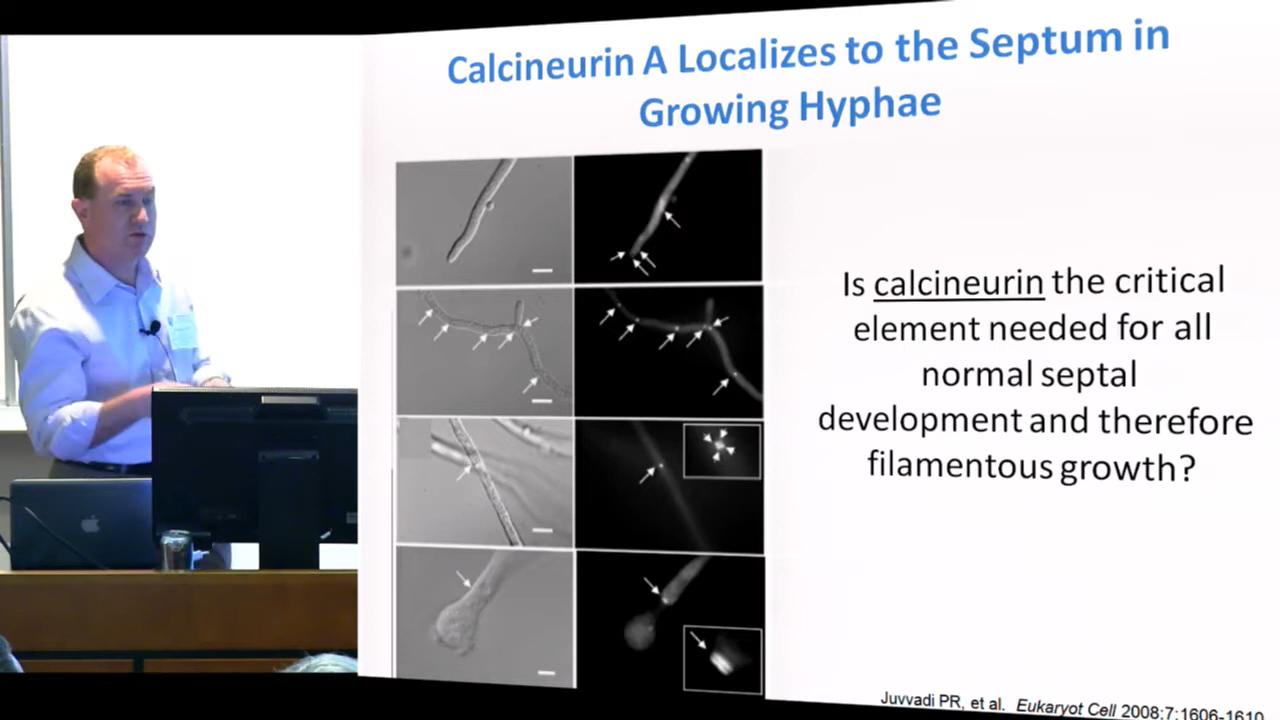 Calcineurin A Localizes to the Septum in
Growing Hyphae
Is calcineurin the critical
element needed for all
normal septal
development and therefore
filamentous growth?
Juvvadi PR, et al. Eukaryot Cell 2008;7:1606-1610